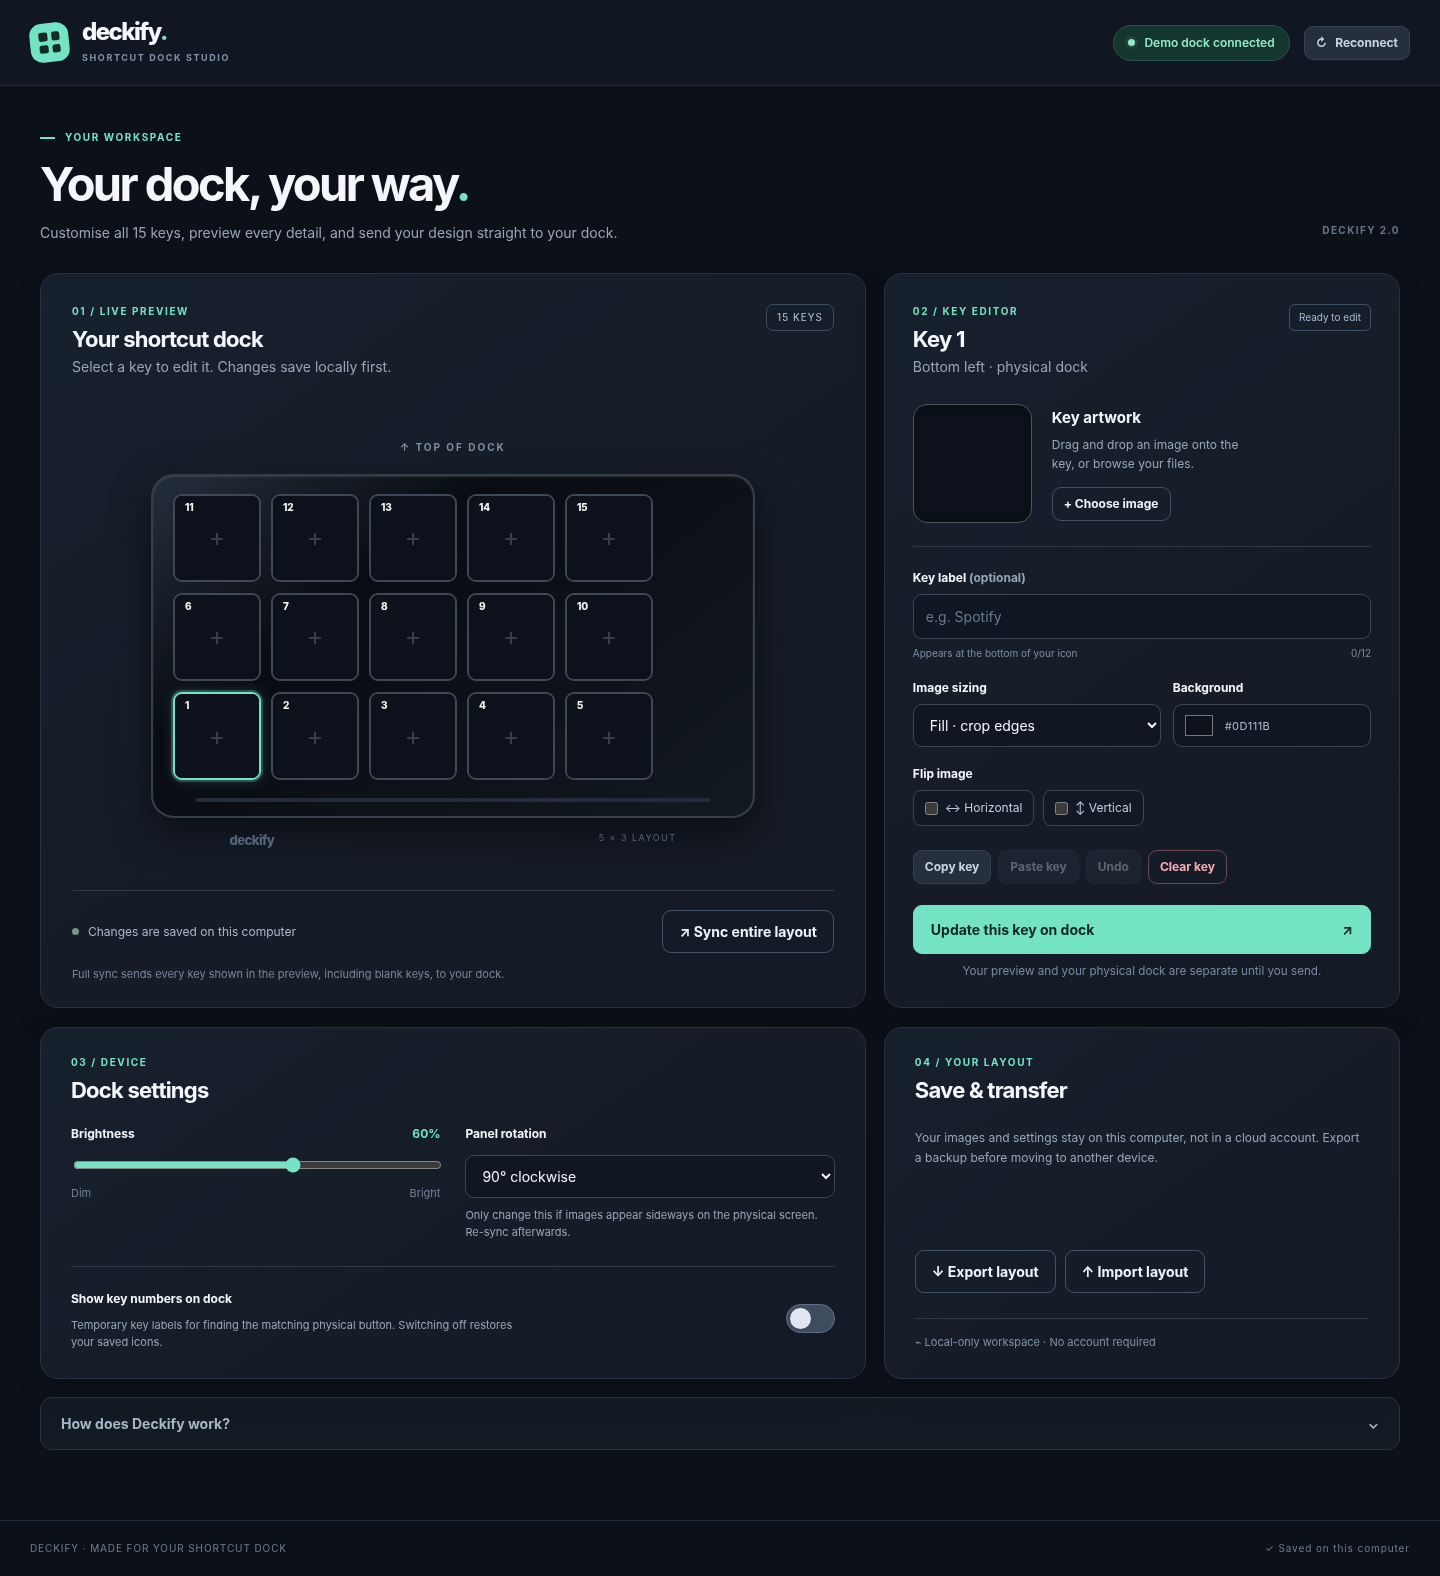 deckify.
SHORTCUT DOCK STUDIO
Demo dock connected
↻ Reconnect
YOUR WORKSPACE
Your dock, your way.
Customise all 15 keys, preview every detail, and send your design straight to your dock.
DECKIFY 2.0
01 / LIVE PREVIEW
15 KEYS
Your shortcut dock
Select a key to edit it. Changes save locally first.
↑ TOP OF DOCK
11 12 13 14 15
+ + + + +
6 7 8 9 10
+ + + + +
1 2 3 4 5
+ + + + +
deckify
5 × 3 LAYOUT
Changes are saved on this computer
↗ Sync entire layout
Full sync sends every key shown in the preview, including blank keys, to your dock.
02 / KEY EDITOR
Ready to edit
Key 1
Bottom left · physical dock
Key artwork
Drag and drop an image onto the
key, or browse your files.
+ Choose image
Key label (optional)
e.g. Spotify
Appears at the bottom of your icon
0/12
Image sizing
Background
Fill · crop edges
#0D111B
Flip image
↔ Horizontal
↕ Vertical
Copy key
Paste key
Undo
Clear key
Update this key on dock ↗
Your preview and your physical dock are separate until you send.
03 / DEVICE
Dock settings
Brightness
60%
Dim
Bright
Panel rotation
90° clockwise
Only change this if images appear sideways on the physical screen.
Re-sync afterwards.
Show key numbers on dock
Temporary key labels for finding the matching physical button. Switching off restores
your saved icons.
04 / YOUR LAYOUT
Save & transfer
Your images and settings stay on this computer, not in a cloud account. Export
a backup before moving to another device.
↓ Export layout
↑ Import layout
⌁ Local-only workspace · No account required
How does Deckify work?
DECKIFY · MADE FOR YOUR SHORTCUT DOCK
✓ Saved on this computer